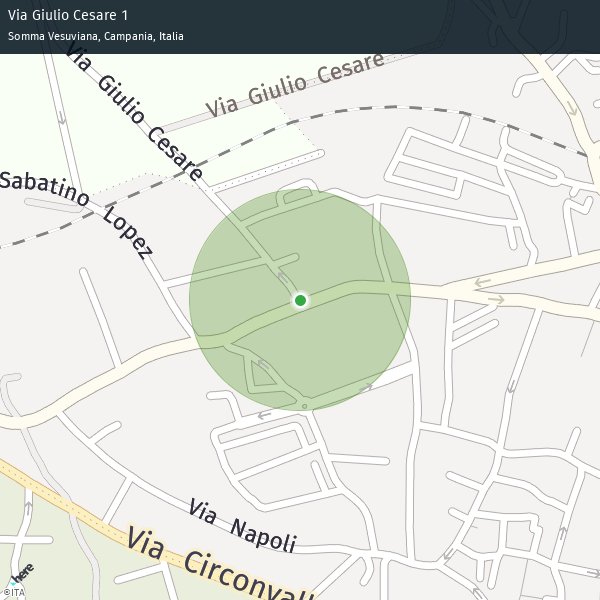 Via Giulio Cesare 1
Somma Vesuviana, Campania, Italia
Via Giulio Cesare
Via Giulio Cesare
Sabatino Lopez
Via Napoli
Via Circonvall
here
©ITA